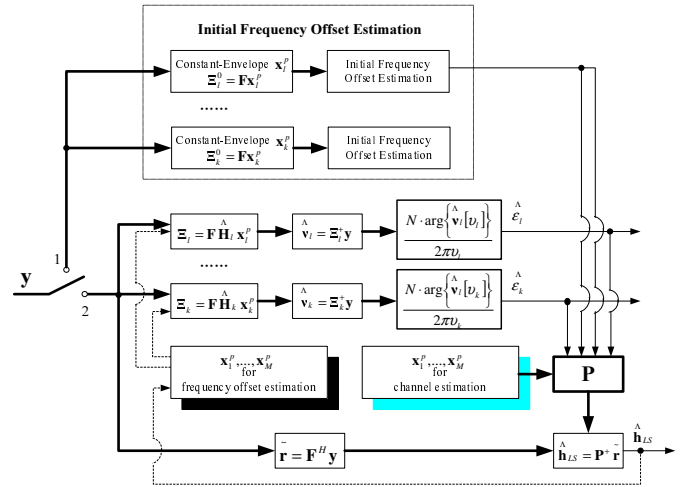 Initial Frequency Offset Estimation
Constant-Envelope x_l^p
Ξ_l^0 = Fx_l^p
Initial Frequency
Offset Estimation
......
Constant-Envelope x_k^p
Ξ_k^0 = Fx_k^p
Initial Frequency
Offset Estimation
Ξ_l = F Ĥ_l x_l^p
v̂_l = Ξ_l^+ y
N · arg{v̂_l[υ_l]}
2πυ_l
ε̂_l
......
y
1
2
Ξ_k = F Ĥ_k x_k^p
v̂_k = Ξ_k^+ y
N · arg{v̂_l[υ_k]}
2πυ_k
ε̂_k
x_1^p,...,x_M^p
for
frequency offset estimation
x_1^p,...,x_M^p
for
channel estimation
P
r̄ = F^H y
ĥ_LS = P^+ r̃
ĥ_LS